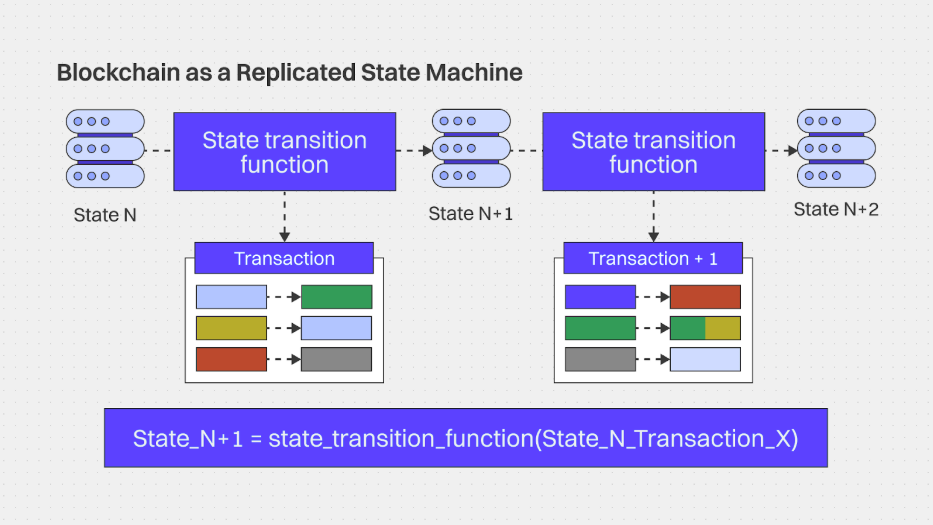 Blockchain as a Replicated State Machine
State transition
function
State transition
function
State N
State N+1
State N+2
Transaction
Transaction + 1
State_N+1 = state_transition_function(State_N_Transaction_X)